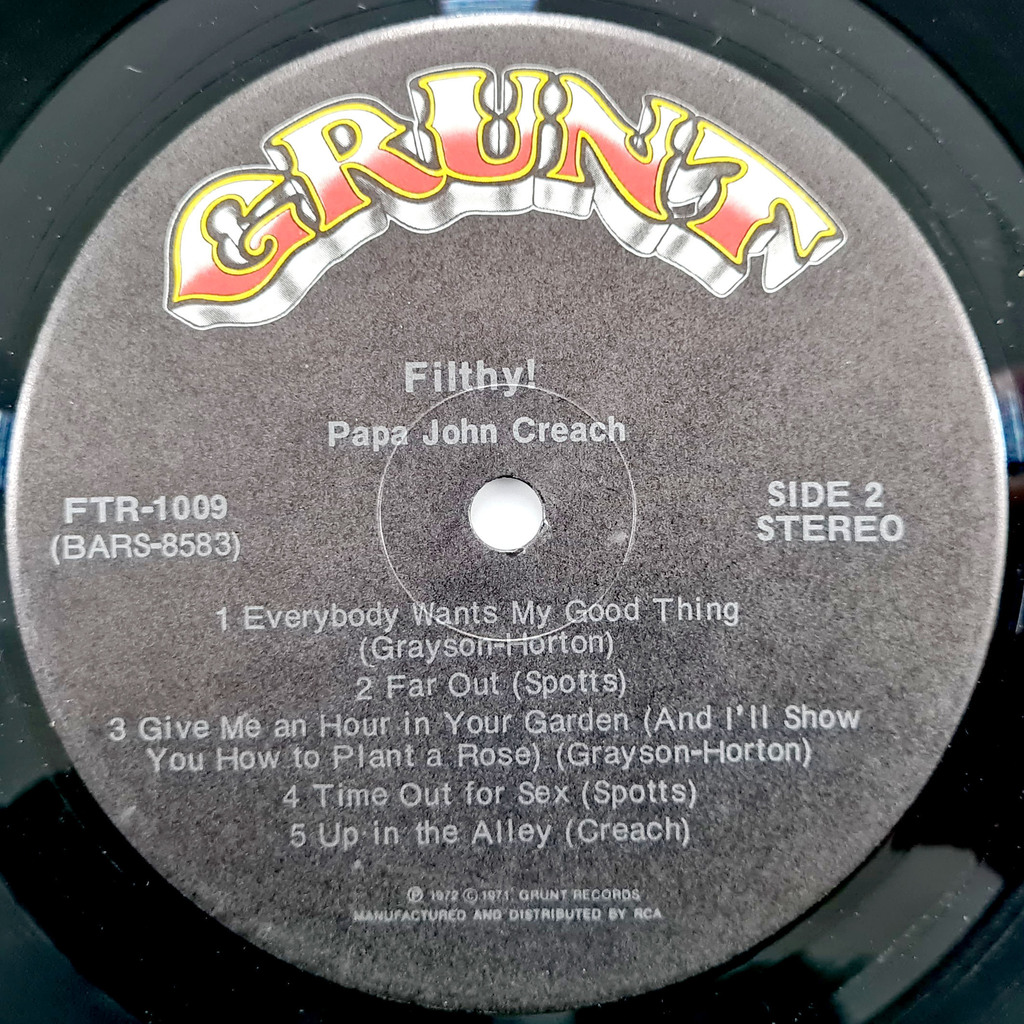 GRUNT
Filthy!
Papa John Creach
FTR-1009
(BARS-8583)
SIDE 2
STEREO
1 Everybody Wants My Good Thing
(Grayson-Horton)
2 Far Out (Spotts)
3 Give Me an Hour in Your Garden (And I'll Show
You How to Plant a Rose) (Grayson-Horton)
4 Time Out for Sex (Spotts)
5 Up in the Alley (Creach)
℗ 1972 © 1971, GRUNT RECORDS
MANUFACTURED AND DISTRIBUTED BY RCA